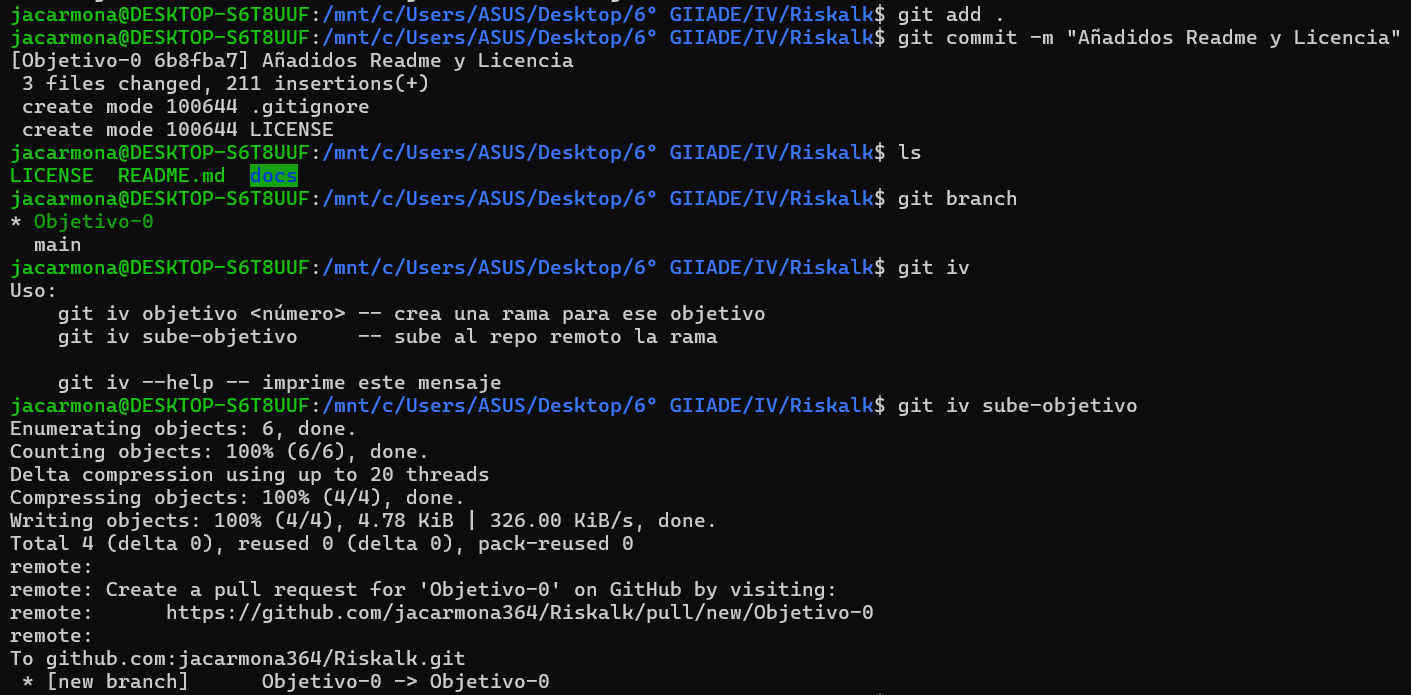 jacarmona@DESKTOP-S6T8UUF:/mnt/c/Users/ASUS/Desktop/6° GIIADE/IV/Riskalk$ git add .
jacarmona@DESKTOP-S6T8UUF:/mnt/c/Users/ASUS/Desktop/6° GIIADE/IV/Riskalk$ git commit -m "Añadidos Readme y Licencia"
[Objetivo-0 6b8fba7] Añadidos Readme y Licencia
 3 files changed, 211 insertions(+)
 create mode 100644 .gitignore
 create mode 100644 LICENSE
jacarmona@DESKTOP-S6T8UUF:/mnt/c/Users/ASUS/Desktop/6° GIIADE/IV/Riskalk$ ls
LICENSE  README.md  docs
jacarmona@DESKTOP-S6T8UUF:/mnt/c/Users/ASUS/Desktop/6° GIIADE/IV/Riskalk$ git branch
* Objetivo-0
  main
jacarmona@DESKTOP-S6T8UUF:/mnt/c/Users/ASUS/Desktop/6° GIIADE/IV/Riskalk$ git iv
Uso:
    git iv objetivo <número> -- crea una rama para ese objetivo
    git iv sube-objetivo     -- sube al repo remoto la rama
    git iv --help -- imprime este mensaje
jacarmona@DESKTOP-S6T8UUF:/mnt/c/Users/ASUS/Desktop/6° GIIADE/IV/Riskalk$ git iv sube-objetivo
Enumerating objects: 6, done.
Counting objects: 100% (6/6), done.
Delta compression using up to 20 threads
Compressing objects: 100% (4/4), done.
Writing objects: 100% (4/4), 4.78 KiB | 326.00 KiB/s, done.
Total 4 (delta 0), reused 0 (delta 0), pack-reused 0
remote:
remote: Create a pull request for 'Objetivo-0' on GitHub by visiting:
remote:      https://github.com/jacarmona364/Riskalk/pull/new/Objetivo-0
remote:
To github.com:jacarmona364/Riskalk.git
 * [new branch]      Objetivo-0 -> Objetivo-0